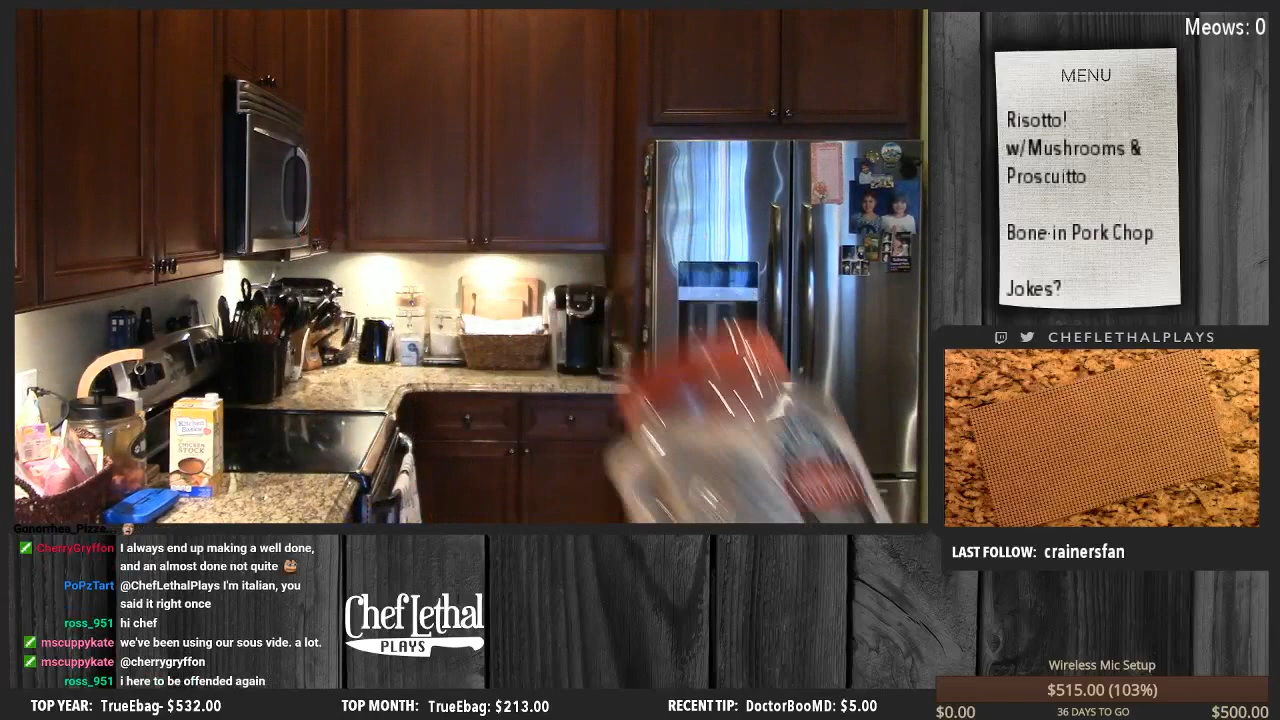 Meows: 0
MENU
Risotto!
w/Mushrooms &
Proscuitto
Bone-in Pork Chop
Jokes?
CHEFLETHALPLAYS
CHICKEN
STOCK
Gonorrhea_Pizza...
CherryGryffon I always end up making a well done,
and an almost done not quite
PoPzTart @ChefLethalPlays I'm italian, you
said it right once
ross_951 hi chef
mscuppykate we've been using our sous vide. a lot.
mscuppykate @cherrygryffon
ross_951 i here to be offended again
Chef Lethal
PLAYS
LAST FOLLOW: crainersfan
Wireless Mic Setup
$515.00 (103%)
$0.00 36 DAYS TO GO $500.00
TOP YEAR: TrueEbag- $532.00
TOP MONTH: TrueEbag: $213.00
RECENT TIP: DoctorBooMD: $5.00